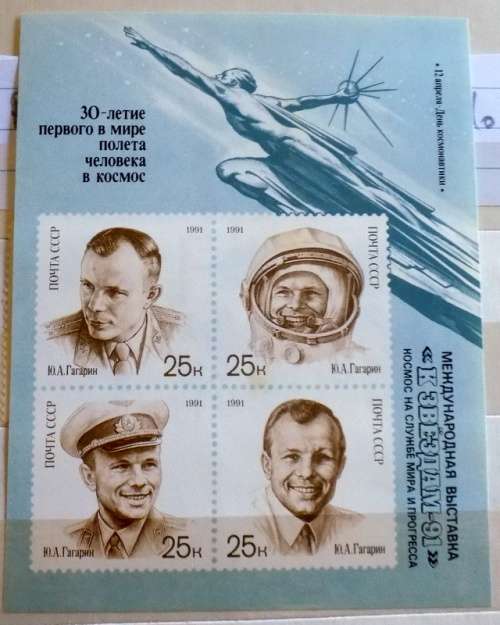 30-летие
первого в мире
полета
человека
в космос
• 12 апреля - День космонавтики •
1991
ПОЧТА СССР
Ю.А.Гагарин
25к
1991
ПОЧТА СССР
25к
Ю.А.Гагарин
1991
ПОЧТА СССР
Ю.А.Гагарин
25к
1991
ПОЧТА СССР
25к
Ю.А.Гагарин
МЕЖДУНАРОДНАЯ ВЫСТАВКА
«К ЗВЁЗДАМ-91»
КОСМОС НА СЛУЖБЕ МИРА И ПРОГРЕССА